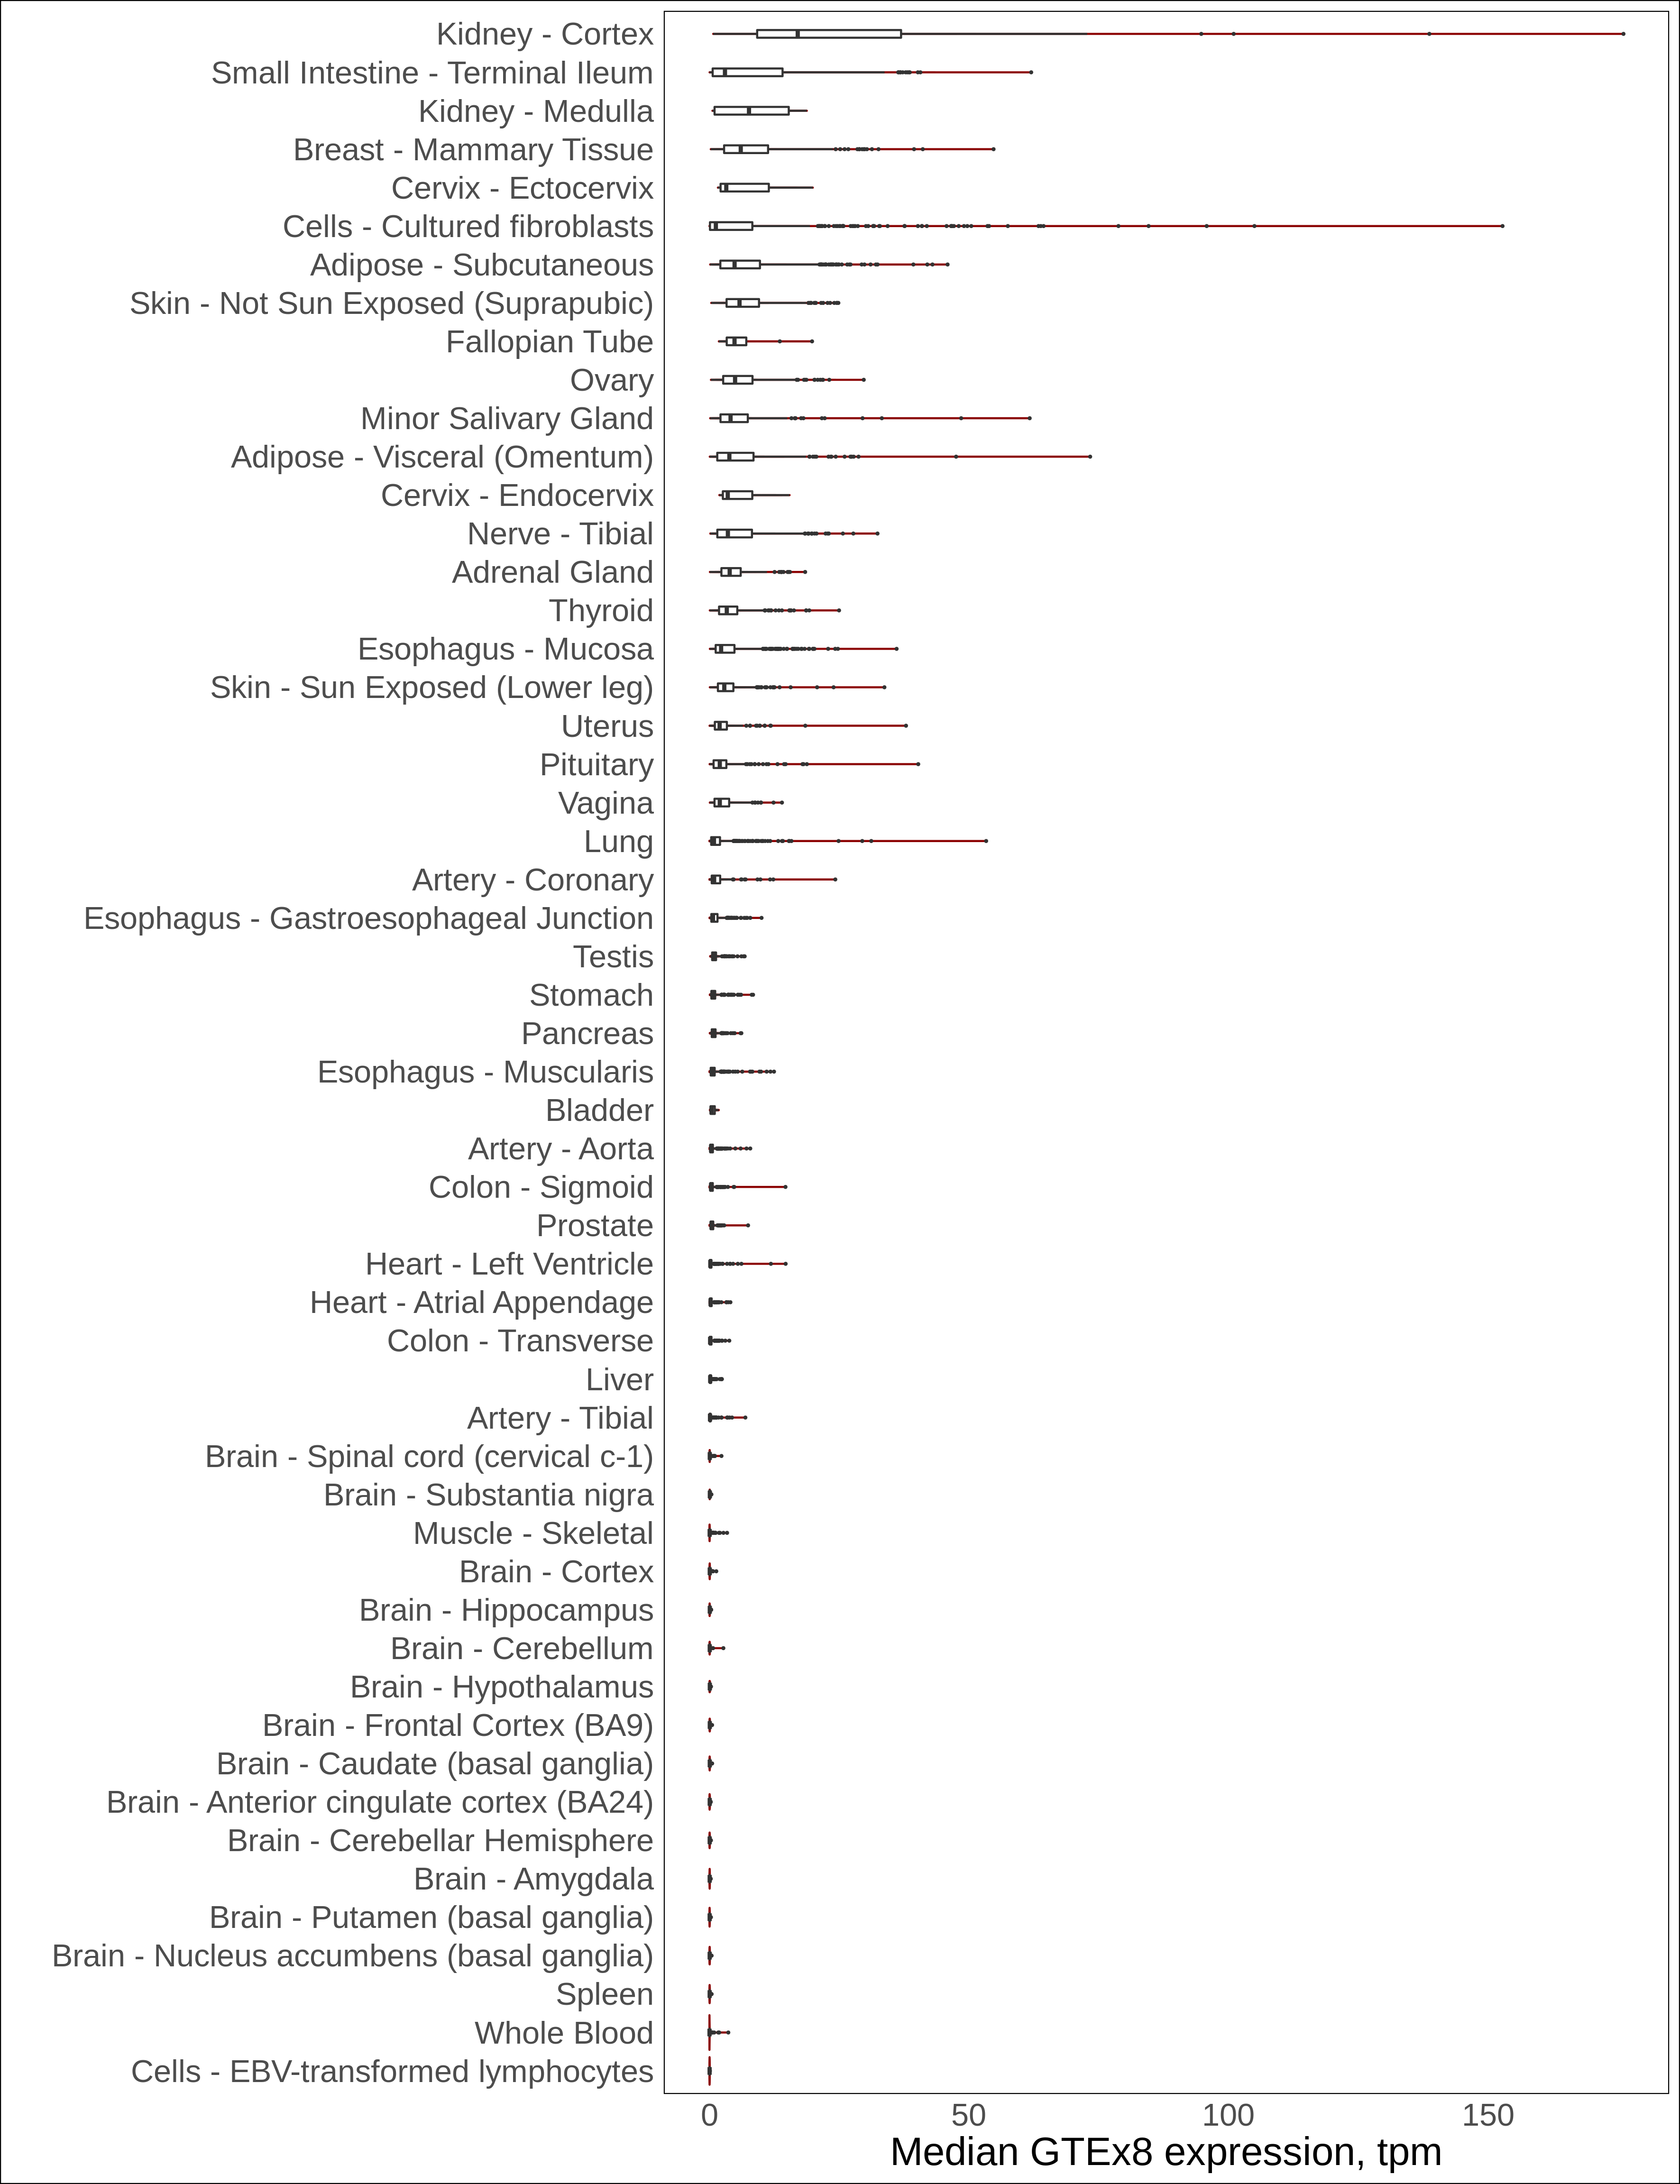 Kidney - Cortex
Small Intestine - Terminal Ileum
Kidney - Medulla
Breast - Mammary Tissue
Cervix - Ectocervix
Cells - Cultured fibroblasts
Adipose - Subcutaneous
Skin - Not Sun Exposed (Suprapubic)
Fallopian Tube
Ovary
Minor Salivary Gland
Adipose - Visceral (Omentum)
Cervix - Endocervix
Nerve - Tibial
Adrenal Gland
Thyroid
Esophagus - Mucosa
Skin - Sun Exposed (Lower leg)
Uterus
Pituitary
Vagina
Lung
Artery - Coronary
Esophagus - Gastroesophageal Junction
Testis
Stomach
Pancreas
Esophagus - Muscularis
Bladder
Artery - Aorta
Colon - Sigmoid
Prostate
Heart - Left Ventricle
Heart - Atrial Appendage
Colon - Transverse
Liver
Artery - Tibial
Brain - Spinal cord (cervical c-1)
Brain - Substantia nigra
Muscle - Skeletal
Brain - Cortex
Brain - Hippocampus
Brain - Cerebellum
Brain - Hypothalamus
Brain - Frontal Cortex (BA9)
Brain - Caudate (basal ganglia)
Brain - Anterior cingulate cortex (BA24)
Brain - Cerebellar Hemisphere
Brain - Amygdala
Brain - Putamen (basal ganglia)
Brain - Nucleus accumbens (basal ganglia)
Spleen
Whole Blood
Cells - EBV-transformed lymphocytes
0 50 100 150
Median GTEx8 expression, tpm